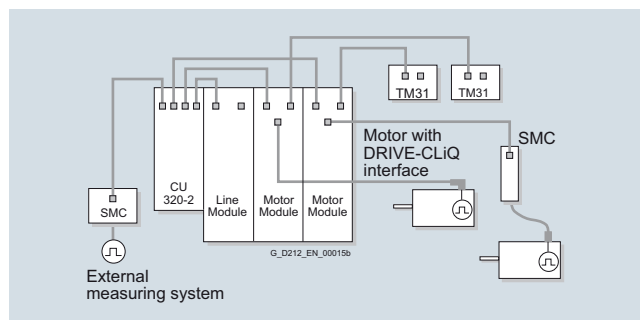 TM31
TM31
Motor with
DRIVE-CLiQ
interface
SMC
CU
320-2
Line
Module
Motor
Module
Motor
Module
SMC
G_D212_EN_00015b
External
measuring system